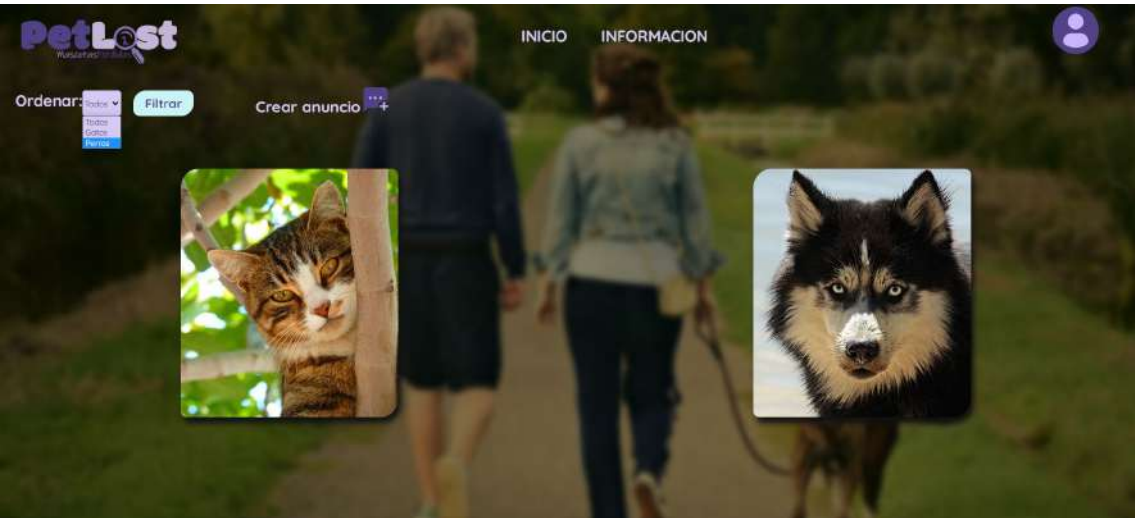 PetLost
INICIO
INFORMACION
Ordenar:
Todos
Filtrar
Crear anuncio
Todos
Gatos
Perros